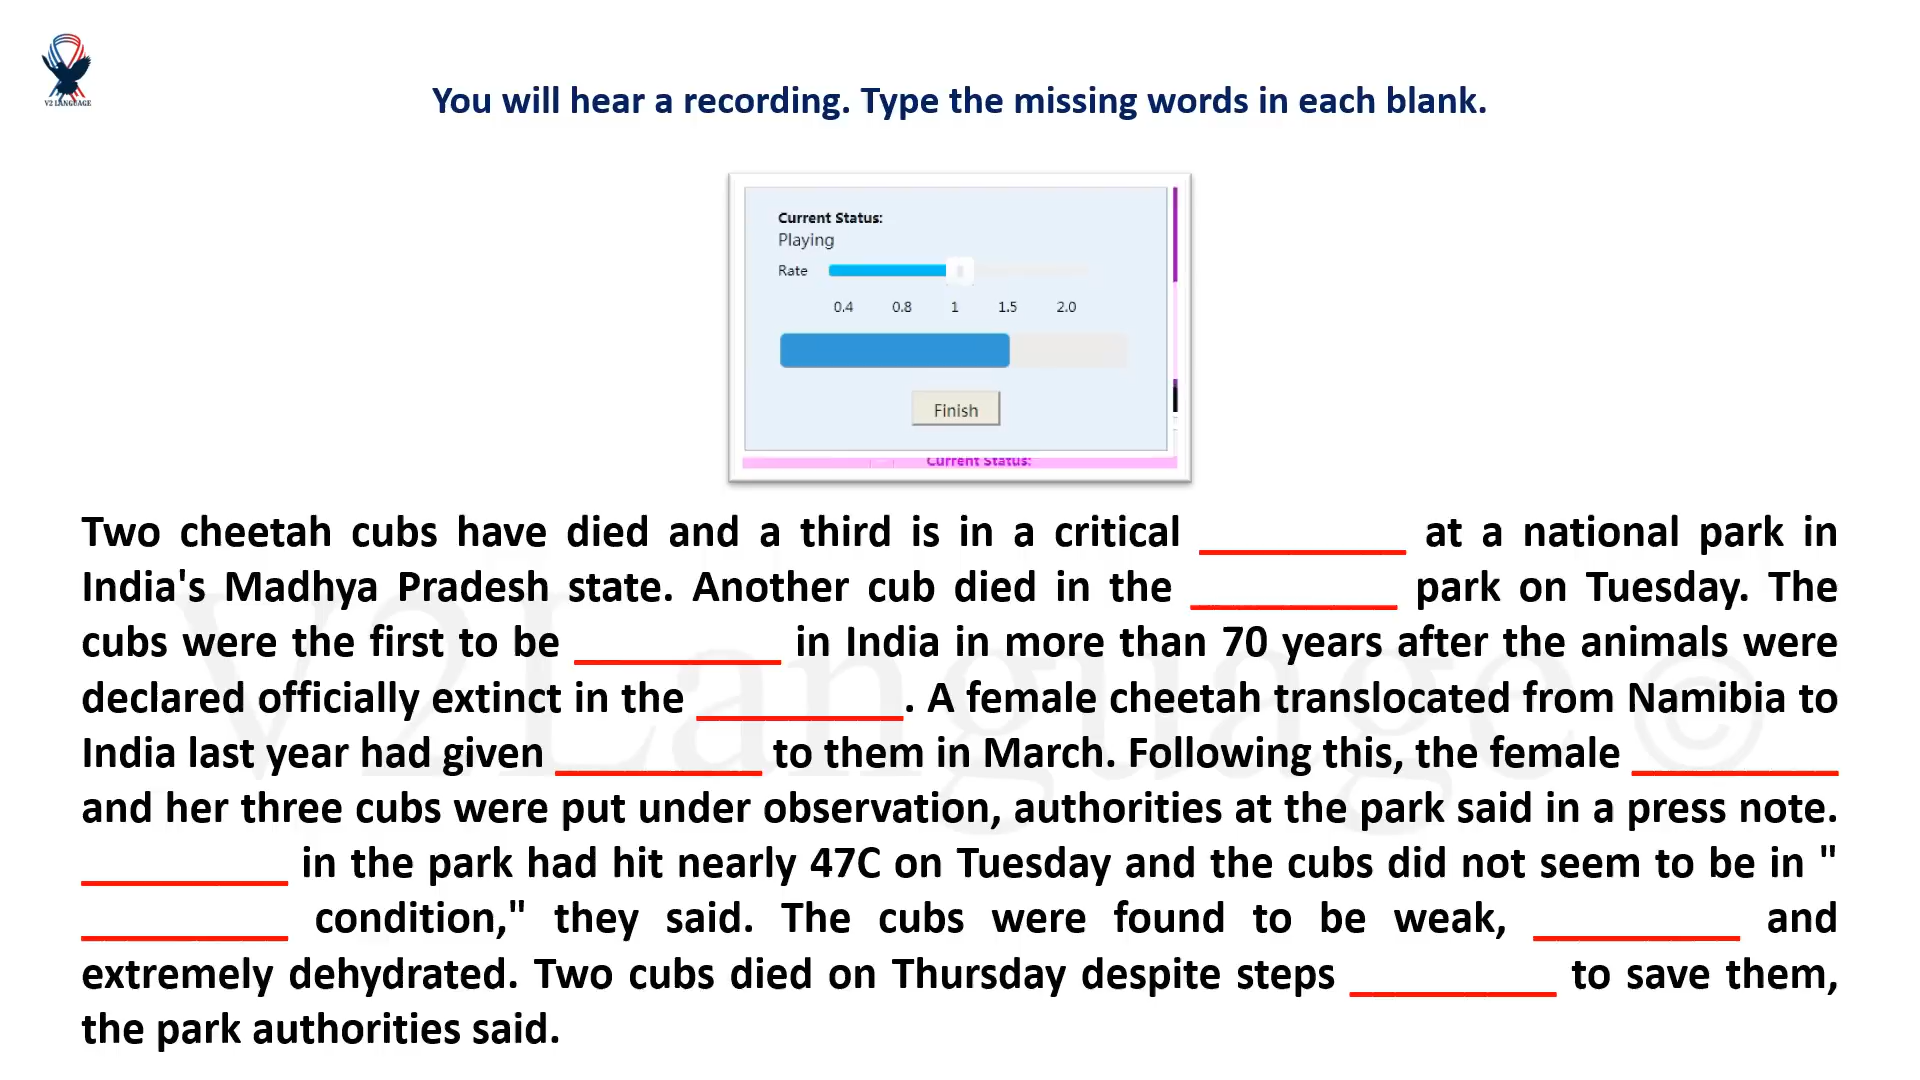 V2 LANGUAGE
You will hear a recording. Type the missing words in each blank.
Current Status:
Playing
Rate
0.4 0.8 1 1.5 2.0
Finish
Current Status:
Two cheetah cubs have died and a third is in a critical __________ at a national park in
India's Madhya Pradesh state. Another cub died in the __________ park on Tuesday. The
cubs were the first to be __________ in India in more than 70 years after the animals were
declared officially extinct in the __________. A female cheetah translocated from Namibia to
India last year had given __________ to them in March. Following this, the female __________
and her three cubs were put under observation, authorities at the park said in a press note.
__________ in the park had hit nearly 47C on Tuesday and the cubs did not seem to be in "
__________ condition," they said. The cubs were found to be weak, __________ and
extremely dehydrated. Two cubs died on Thursday despite steps __________ to save them,
the park authorities said.
V2Language ©